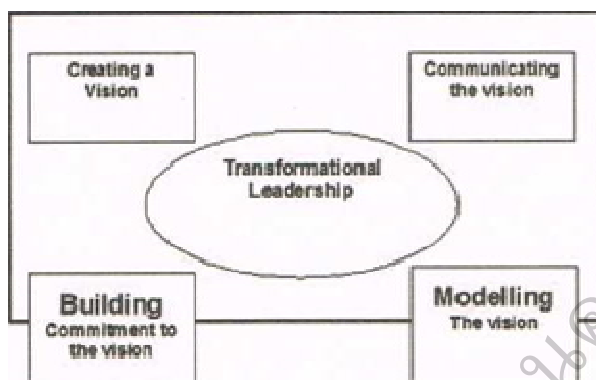 Creating a
Vision
Communicating
the vision
Transformational
Leadership
Building
Commitment to
the vision
Modelling
The vision